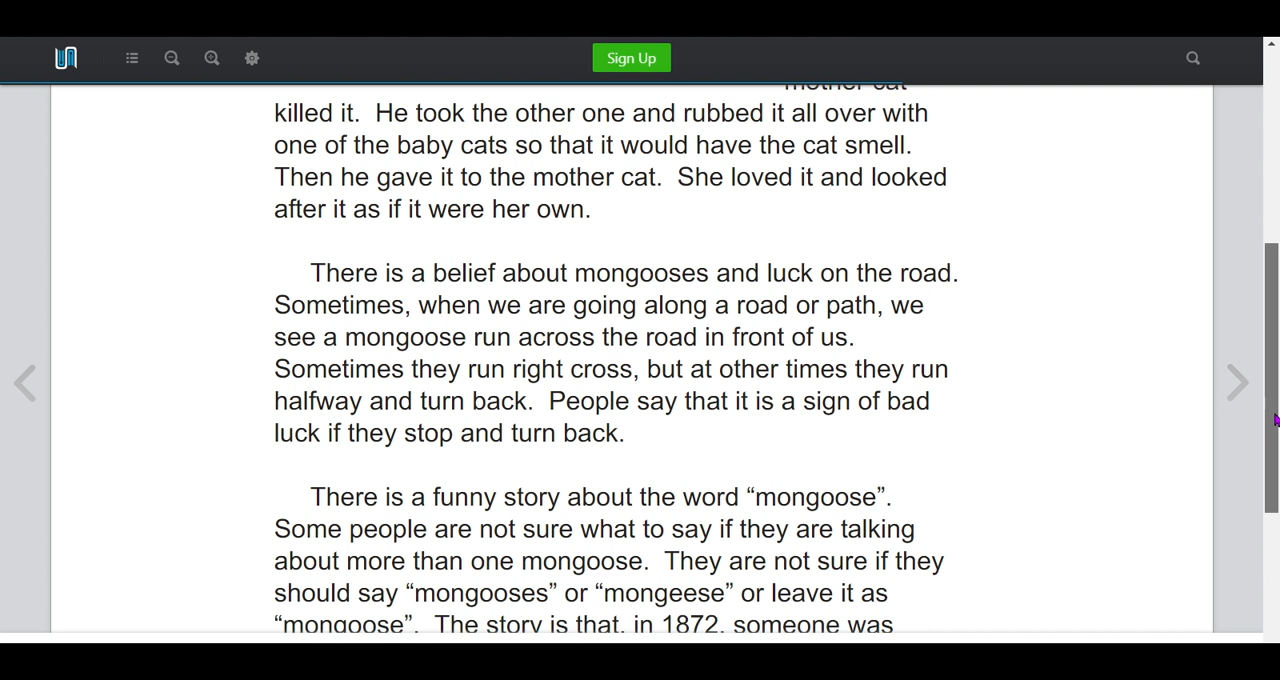 Sign Up
mother cat
killed it. He took the other one and rubbed it all over with
one of the baby cats so that it would have the cat smell.
Then he gave it to the mother cat. She loved it and looked
after it as if it were her own.
There is a belief about mongooses and luck on the road.
Sometimes, when we are going along a road or path, we
see a mongoose run across the road in front of us.
Sometimes they run right cross, but at other times they run
halfway and turn back. People say that it is a sign of bad
luck if they stop and turn back.
There is a funny story about the word “mongoose”.
Some people are not sure what to say if they are talking
about more than one mongoose. They are not sure if they
should say “mongooses” or “mongeese” or leave it as
“mongoose”. The story is that, in 1872, someone was